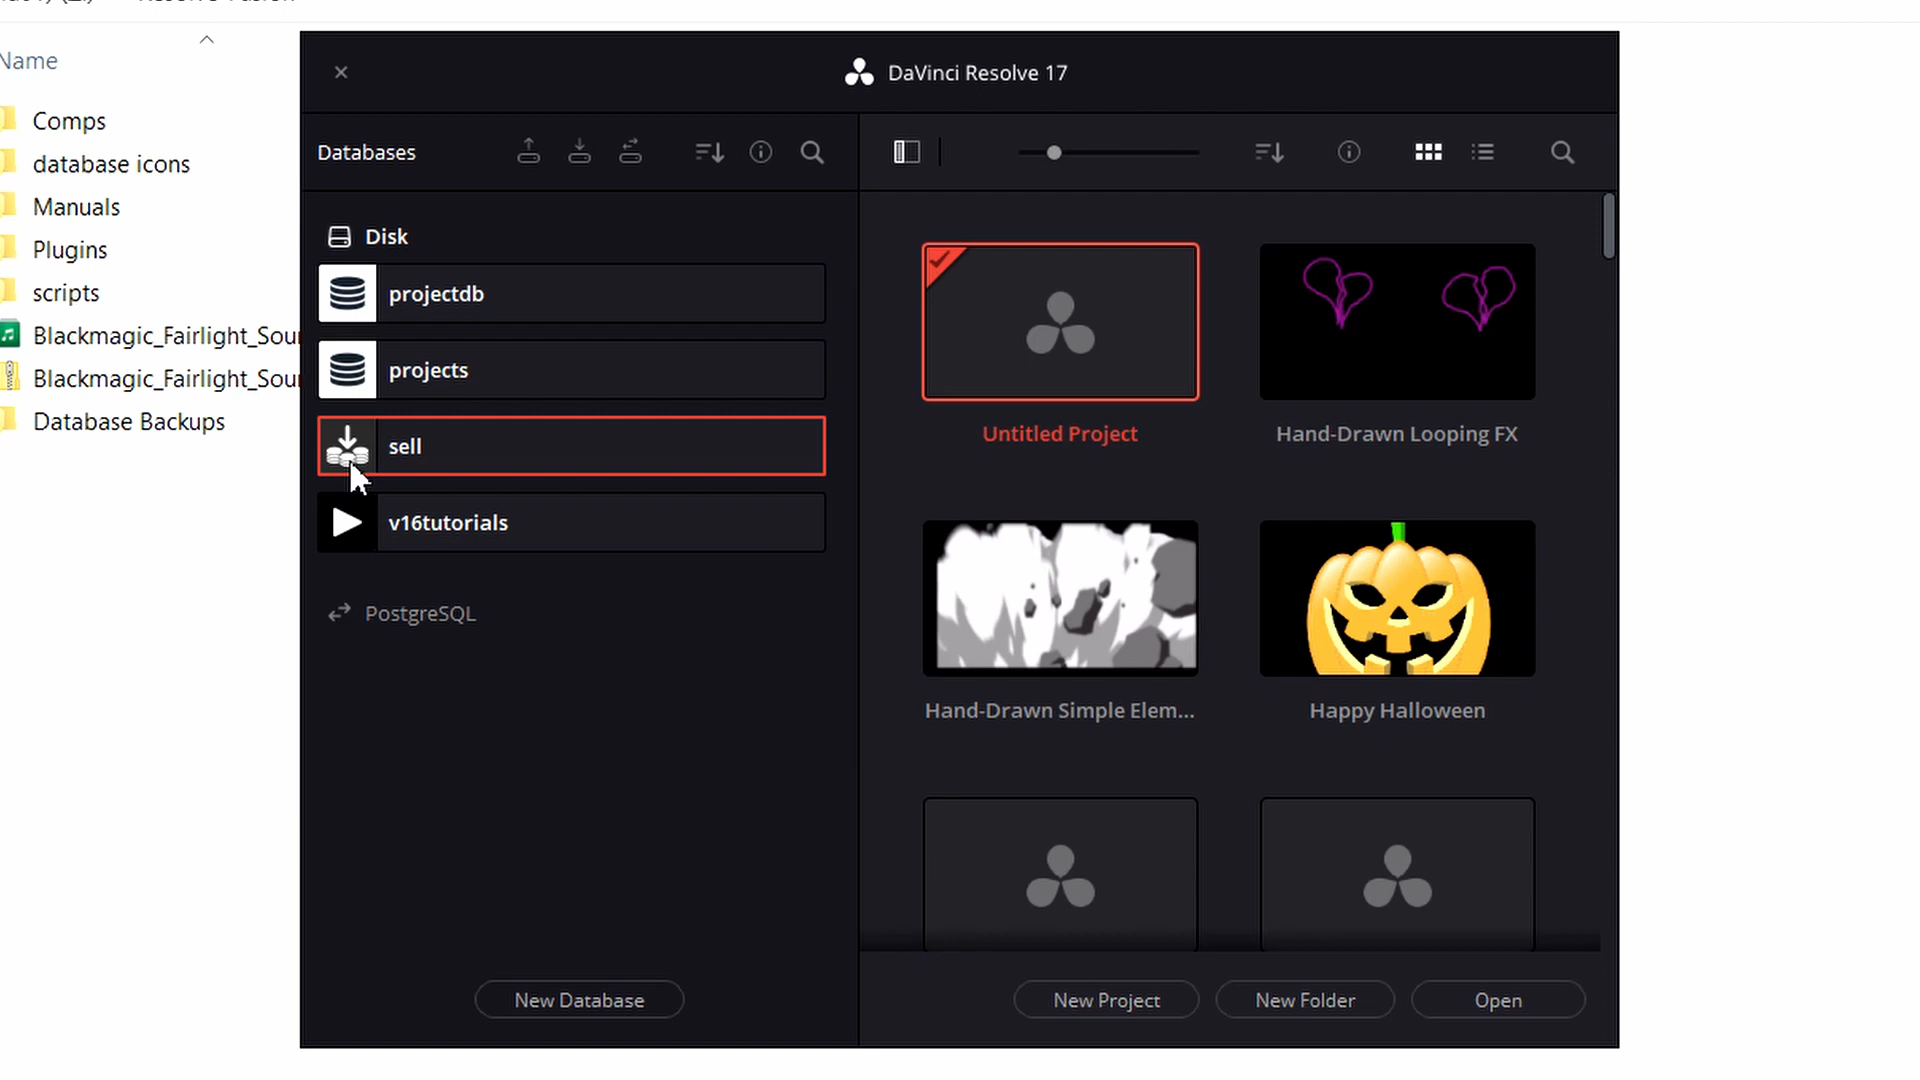 Name
Comps
database icons
Manuals
Plugins
scripts
Blackmagic_Fairlight_Sou
Blackmagic_Fairlight_Sou
Database Backups
DaVinci Resolve 17
Databases
Disk
projectdb
projects
sell
v16tutorials
PostgreSQL
New Database
Untitled Project
Hand-Drawn Looping FX
Hand-Drawn Simple Elem...
Happy Halloween
New Project
New Folder
Open